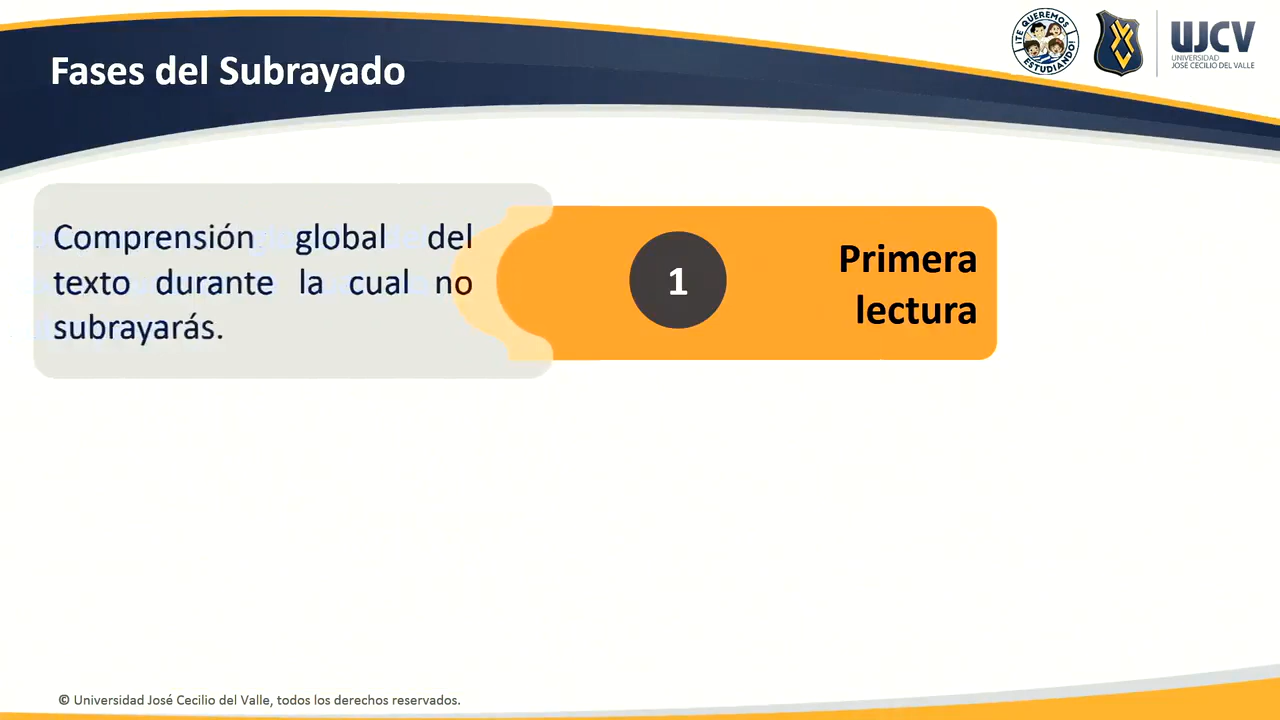 Fases del Subrayado
¡TE QUEREMOS ESTUDIANDO!
UJCV
UNIVERSIDAD
JOSÉ CECILIO DEL VALLE
Comprensión global del
texto durante la cual no
subrayarás.
1
Primera
lectura
© Universidad José Cecilio del Valle, todos los derechos reservados.